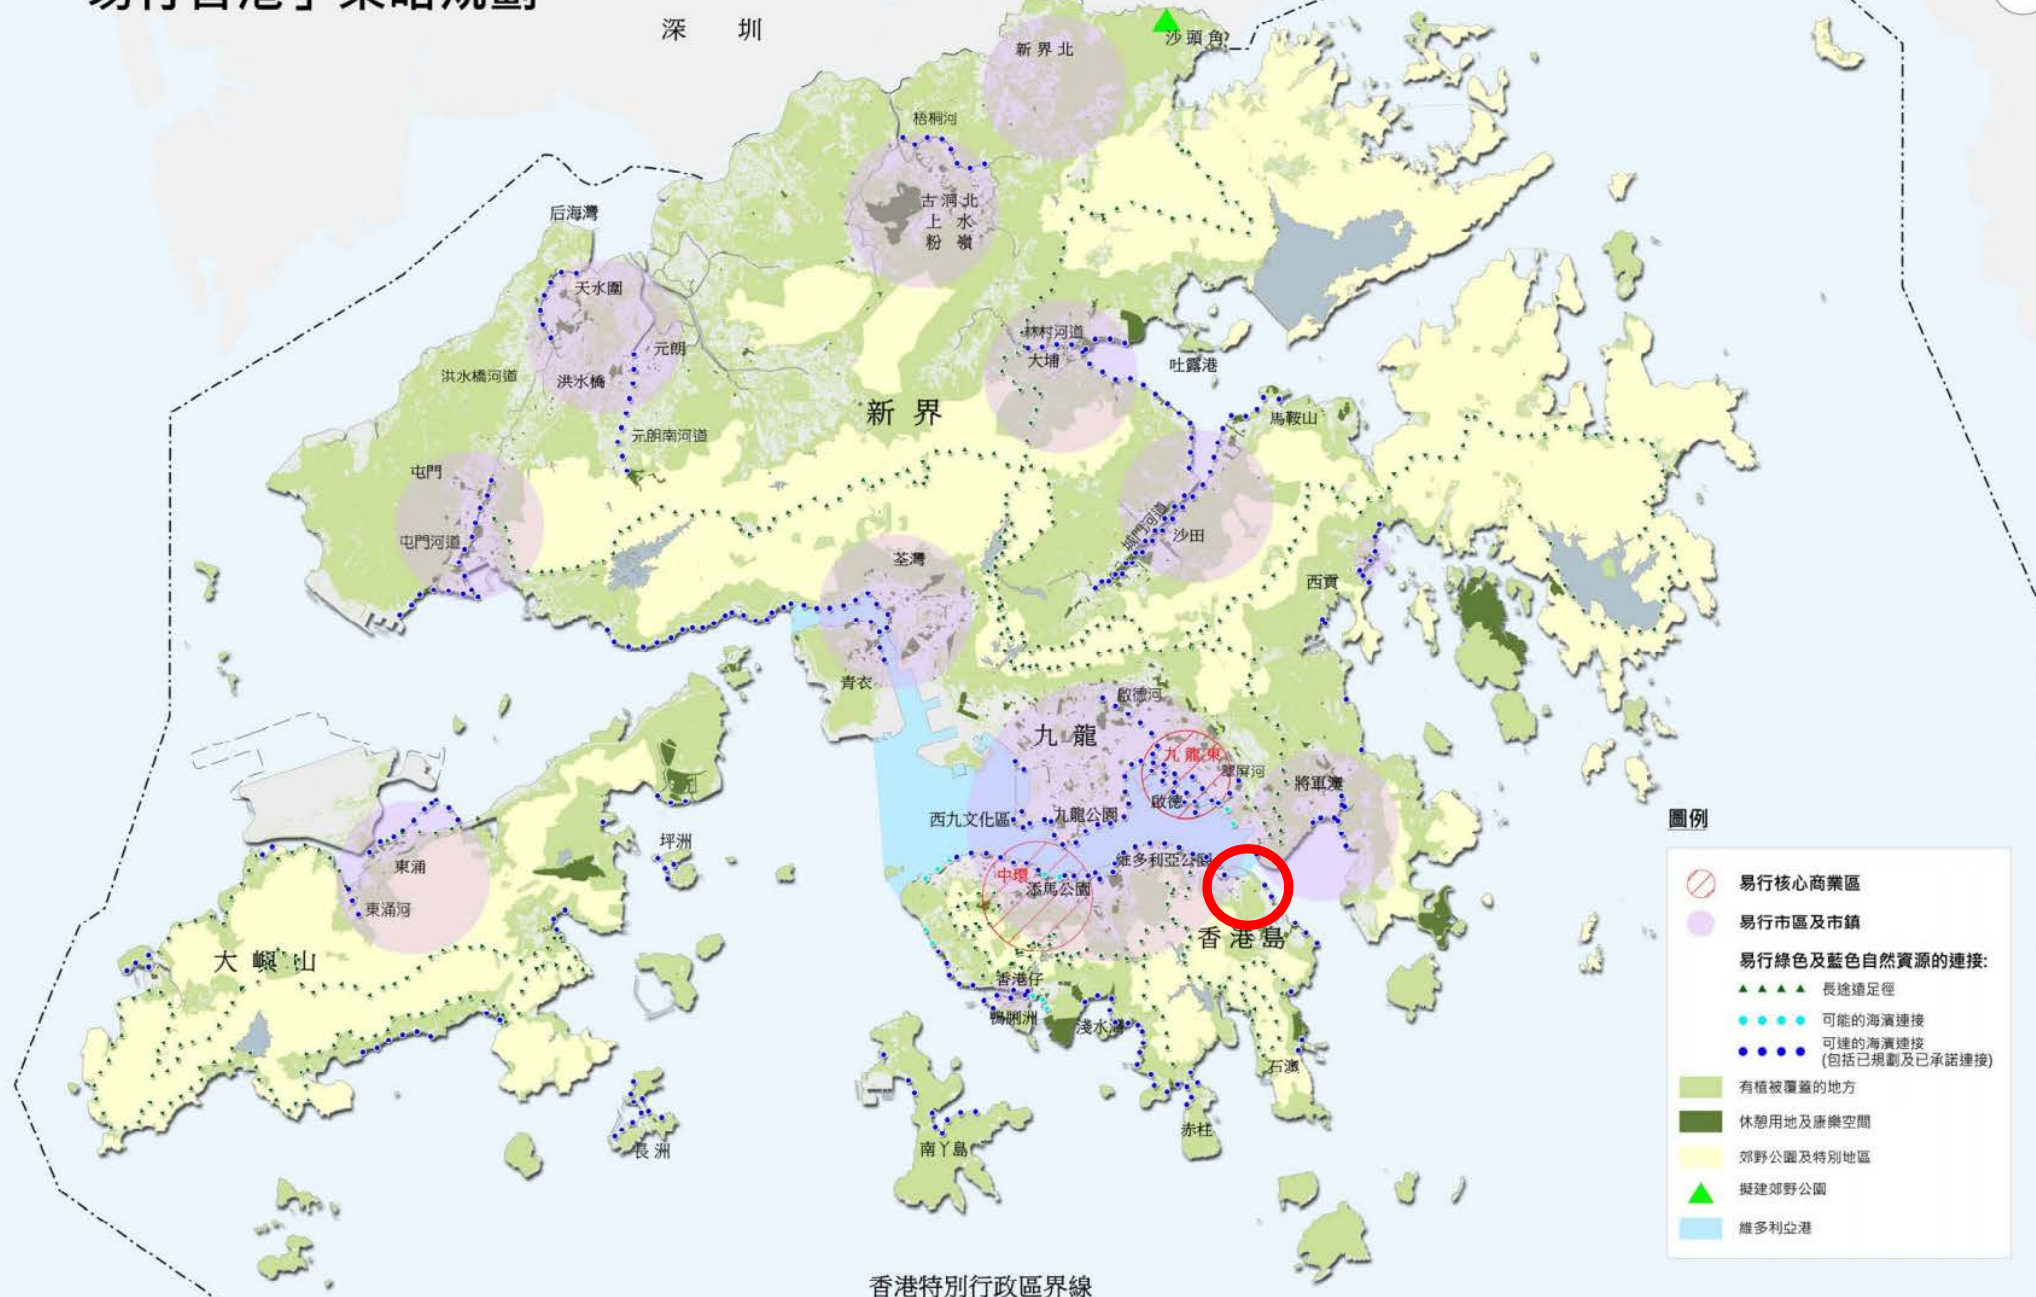 易行香港」策略規劃
深 圳
沙頭角
新界北
梧桐河
古洞北
上水
粉嶺
后海灣
天水圍
元朗
洪水橋河道
洪水橋
林村河道
大埔
吐露港
新 界
元朗南河道
馬鞍山
屯門
屯門河道
城門河道
沙田
荃灣
西貢
青衣
啟德河
九 龍
九龍東
翠屏河
將軍澳
啟德
西九文化區
九龍公園
坪洲
維多利亞公園
東涌
中環
添馬公園
東涌河
香港島
大嶼山
香港仔
鴨脷洲
淺水灣
石澳
赤柱
南丫島
長洲
香港特別行政區界線
圖例
易行核心商業區
易行市區及市鎮
易行綠色及藍色自然資源的連接:
長途遠足徑
可能的海濱連接
可達的海濱連接
(包括已規劃及已承諾連接)
有植被覆蓋的地方
休憩用地及康樂空間
郊野公園及特別地區
擬建郊野公園
維多利亞港